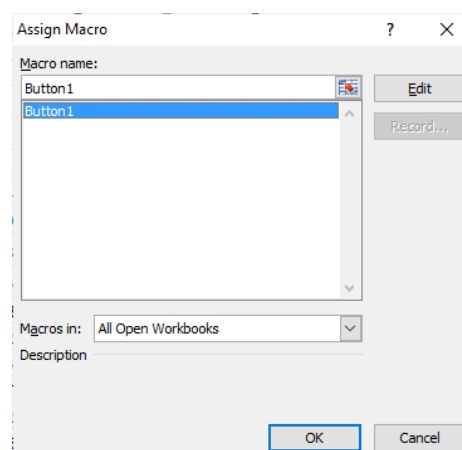 Assign Macro ? ✕
Macro name:
Button1 Edit
Button1 Record...
Macros in: All Open Workbooks
Description
OK Cancel